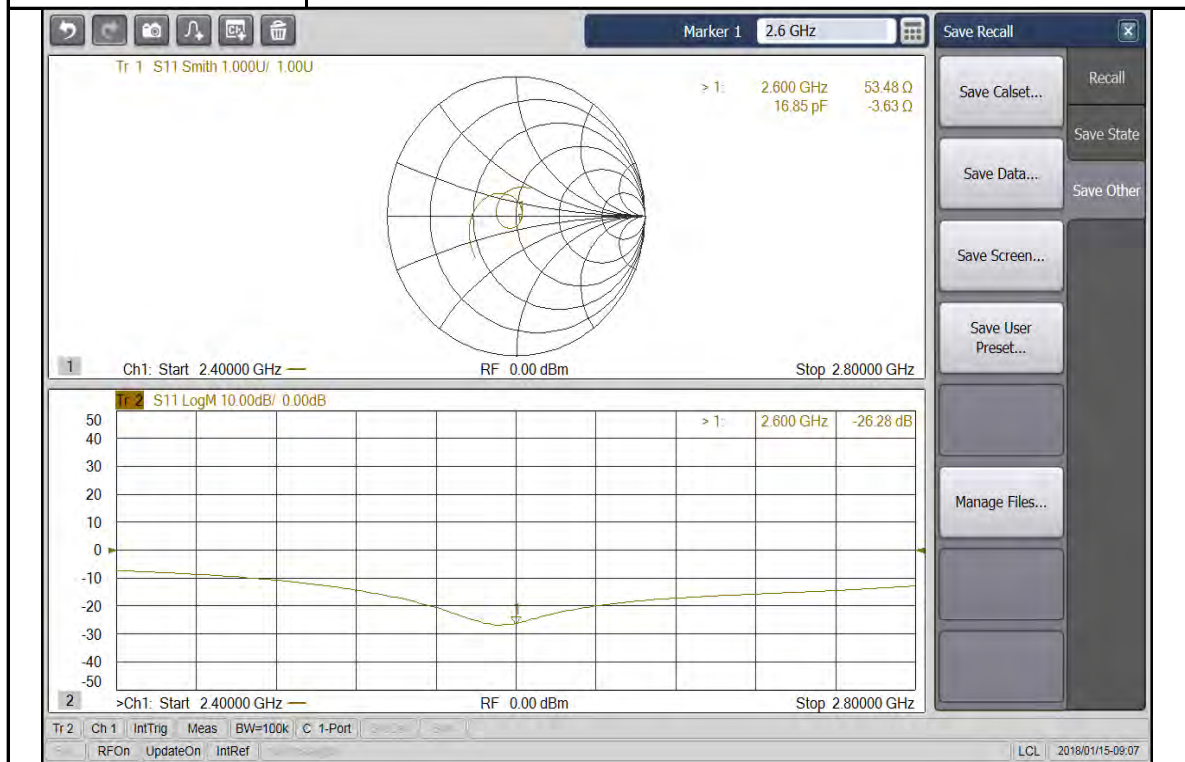 Marker 1 2.6 GHz
Save Recall
Tr 1 S11 Smith 1.000U/ 1.00U
> 1: 2.600 GHz 53.48 Ω
16.85 pF -3.63 Ω
1
Ch1: Start 2.40000 GHz — RF 0.00 dBm Stop 2.80000 GHz
Tr 2 S11 LogM 10.00dB/ 0.00dB
> 1: 2.600 GHz -26.28 dB
50
40
30
20
10
0
-10
-20
-30
-40
-50
1
2
>Ch1: Start 2.40000 GHz — RF 0.00 dBm Stop 2.80000 GHz
Save Calset...
Save Data...
Save Screen...
Save User
Preset...
Manage Files...
Recall
Save State
Save Other
Tr 2 Ch 1 IntTrig Meas BW=100k C 1-Port
RFOn UpdateOn IntRef
LCL 2018/01/15-09:07